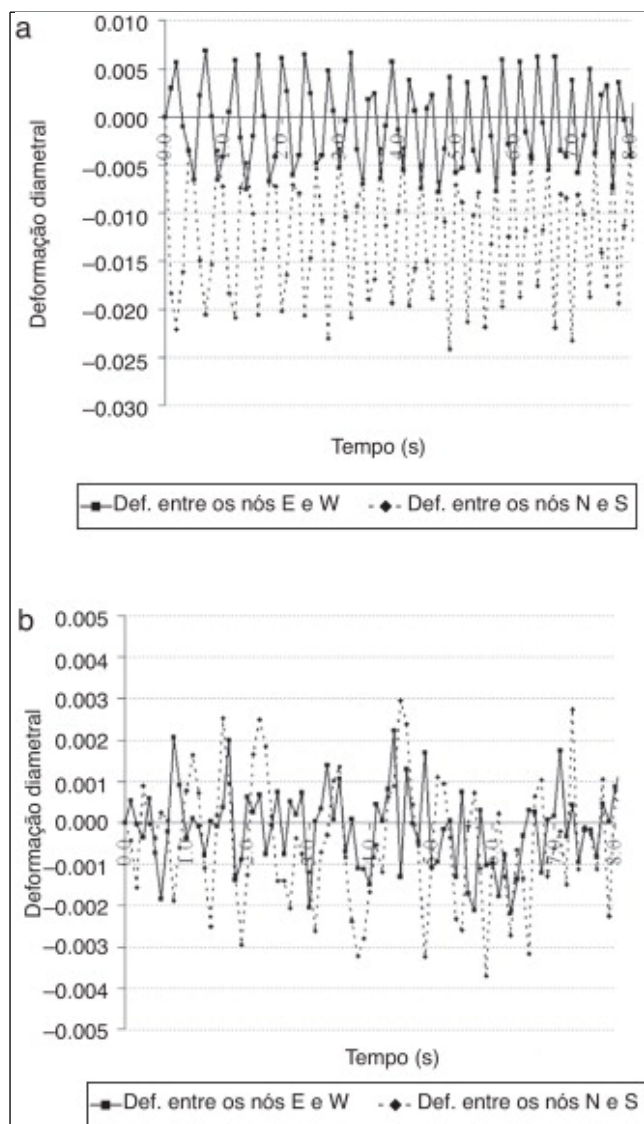 a
0.010
0.005
0.000
–0.005
–0.010
–0.015
–0.020
–0.025
–0.030
Deformação diametral
Tempo (s)
Def. entre os nós E e W
Def. entre os nós N e S
b
0.005
0.004
0.003
0.002
0.001
0.000
–0.001
–0.002
–0.003
–0.004
–0.005
Deformação diametral
Tempo (s)
Def. entre os nós E e W
Def. entre os nós N e S